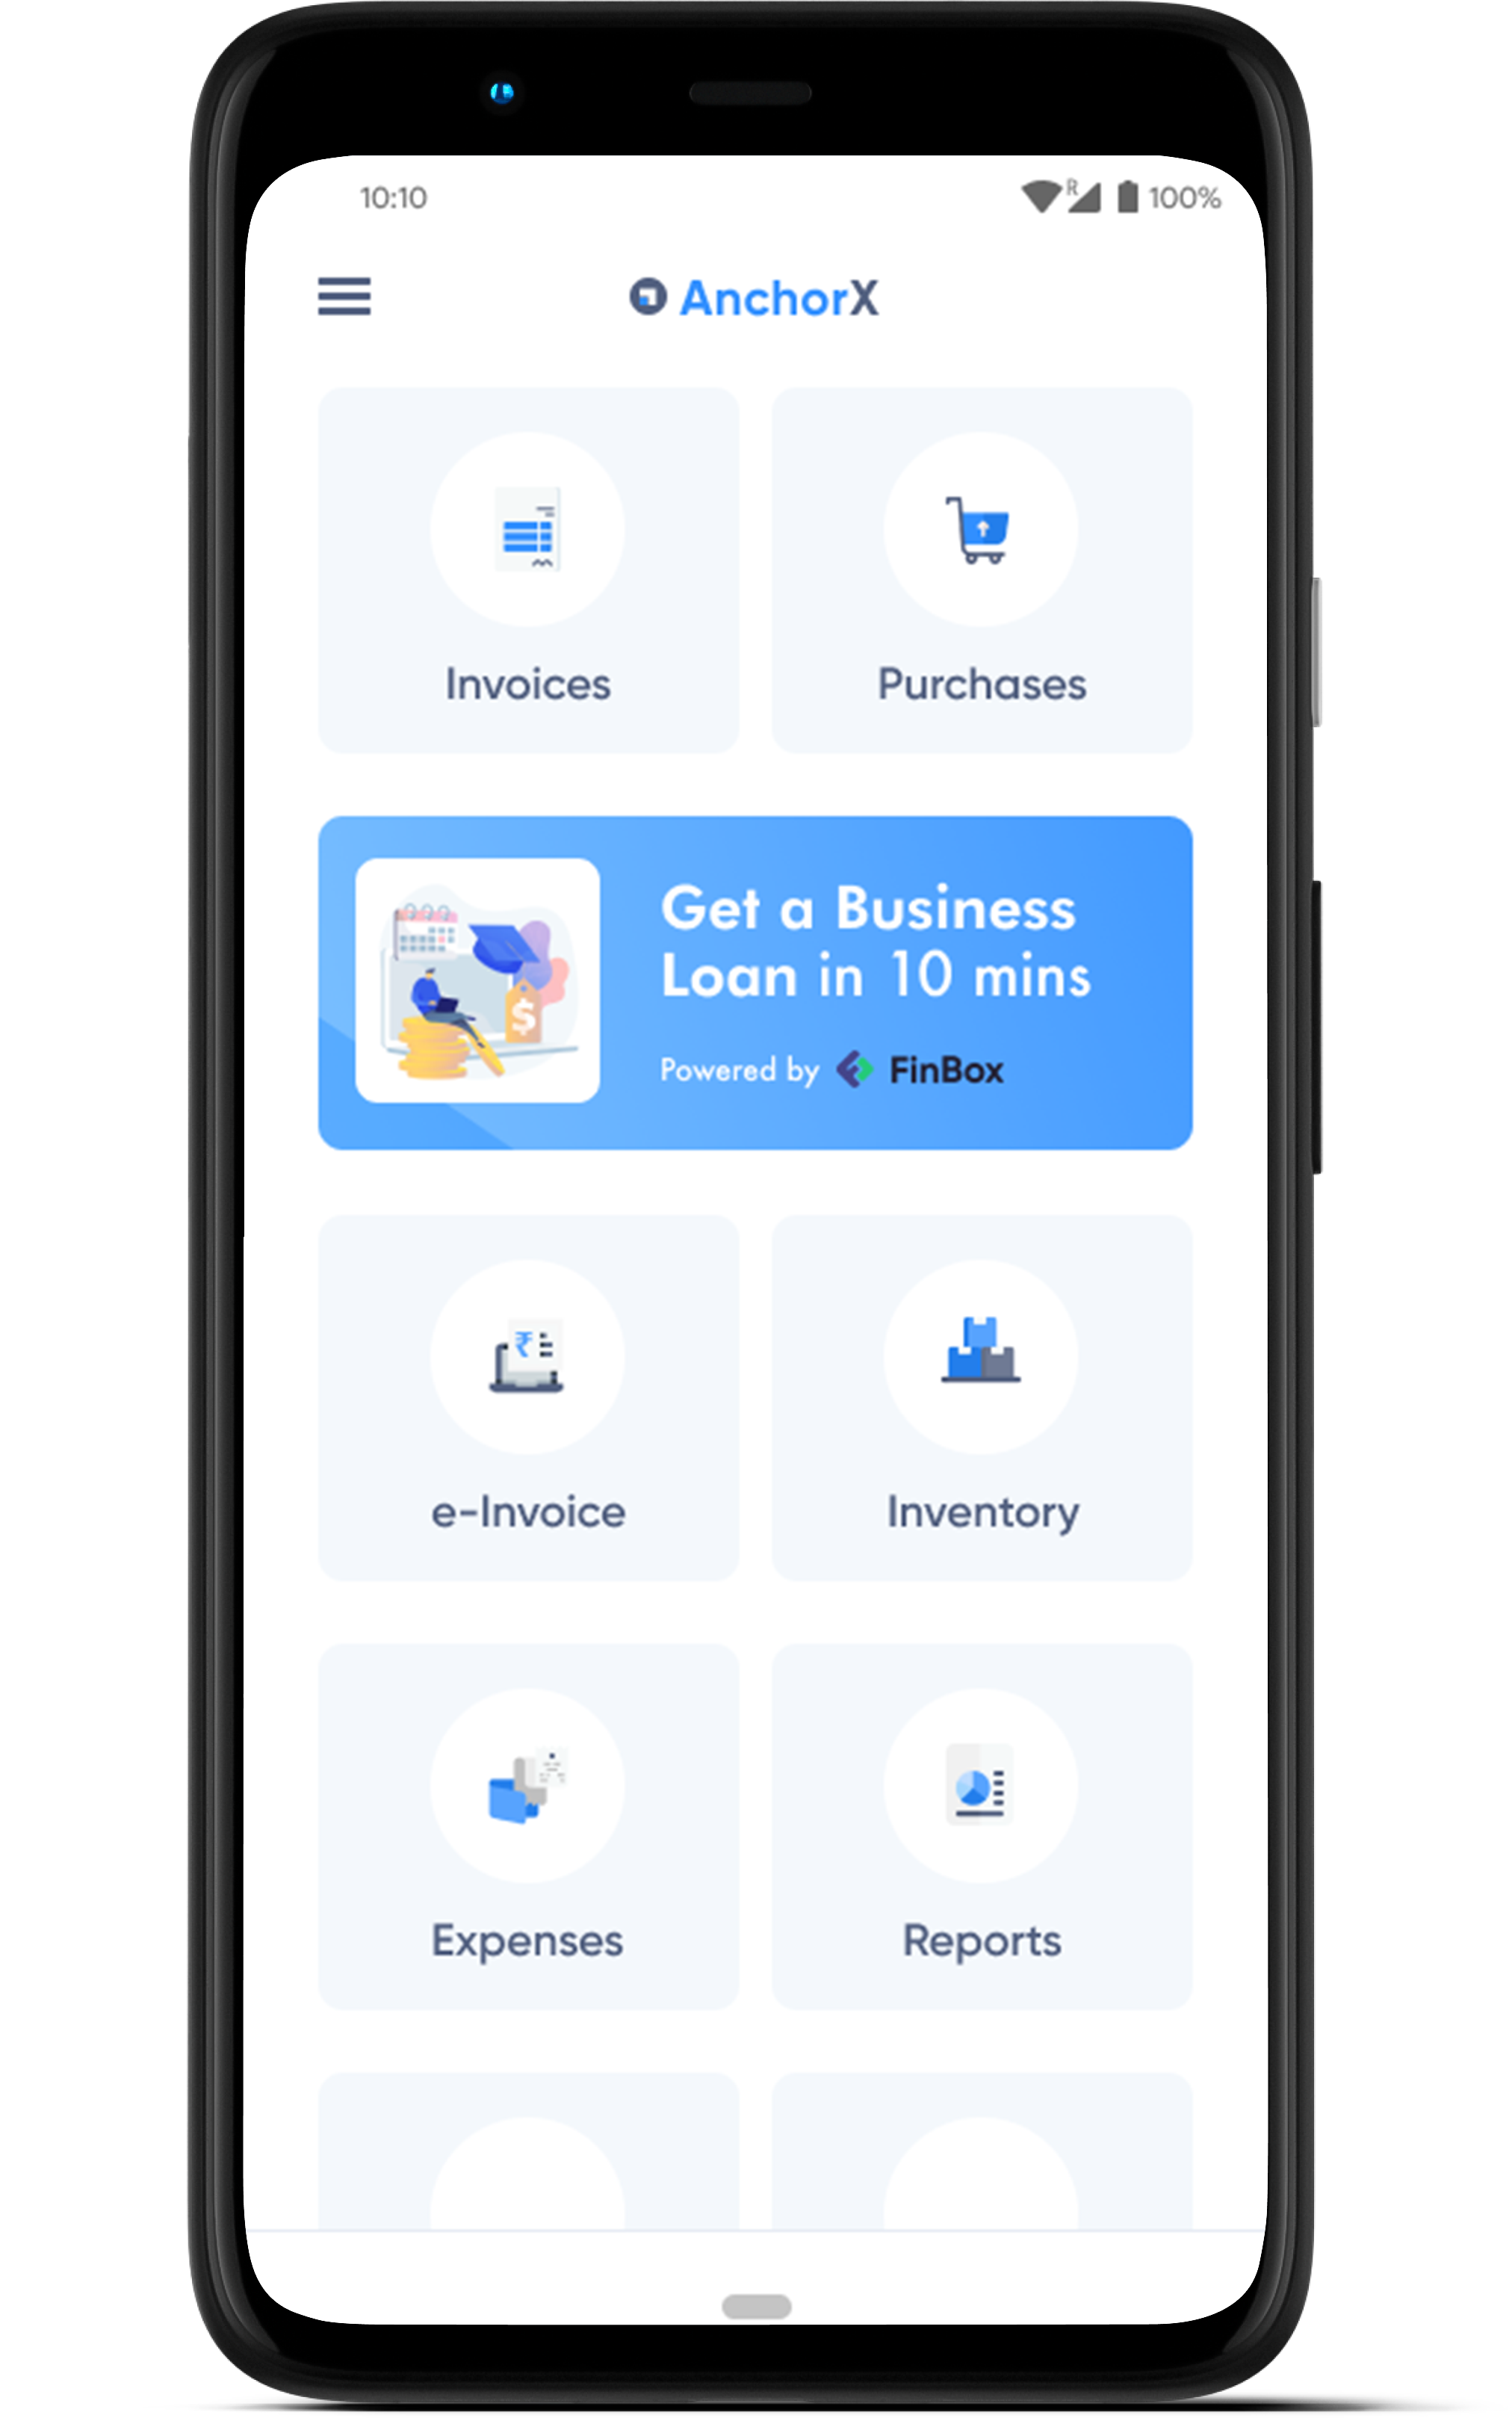 10:10
R
100%
AnchorX
Invoices
Purchases
Get a Business
Loan in 10 mins
$
Powered by FinBox
₹
e-Invoice
Inventory
Expenses
Reports